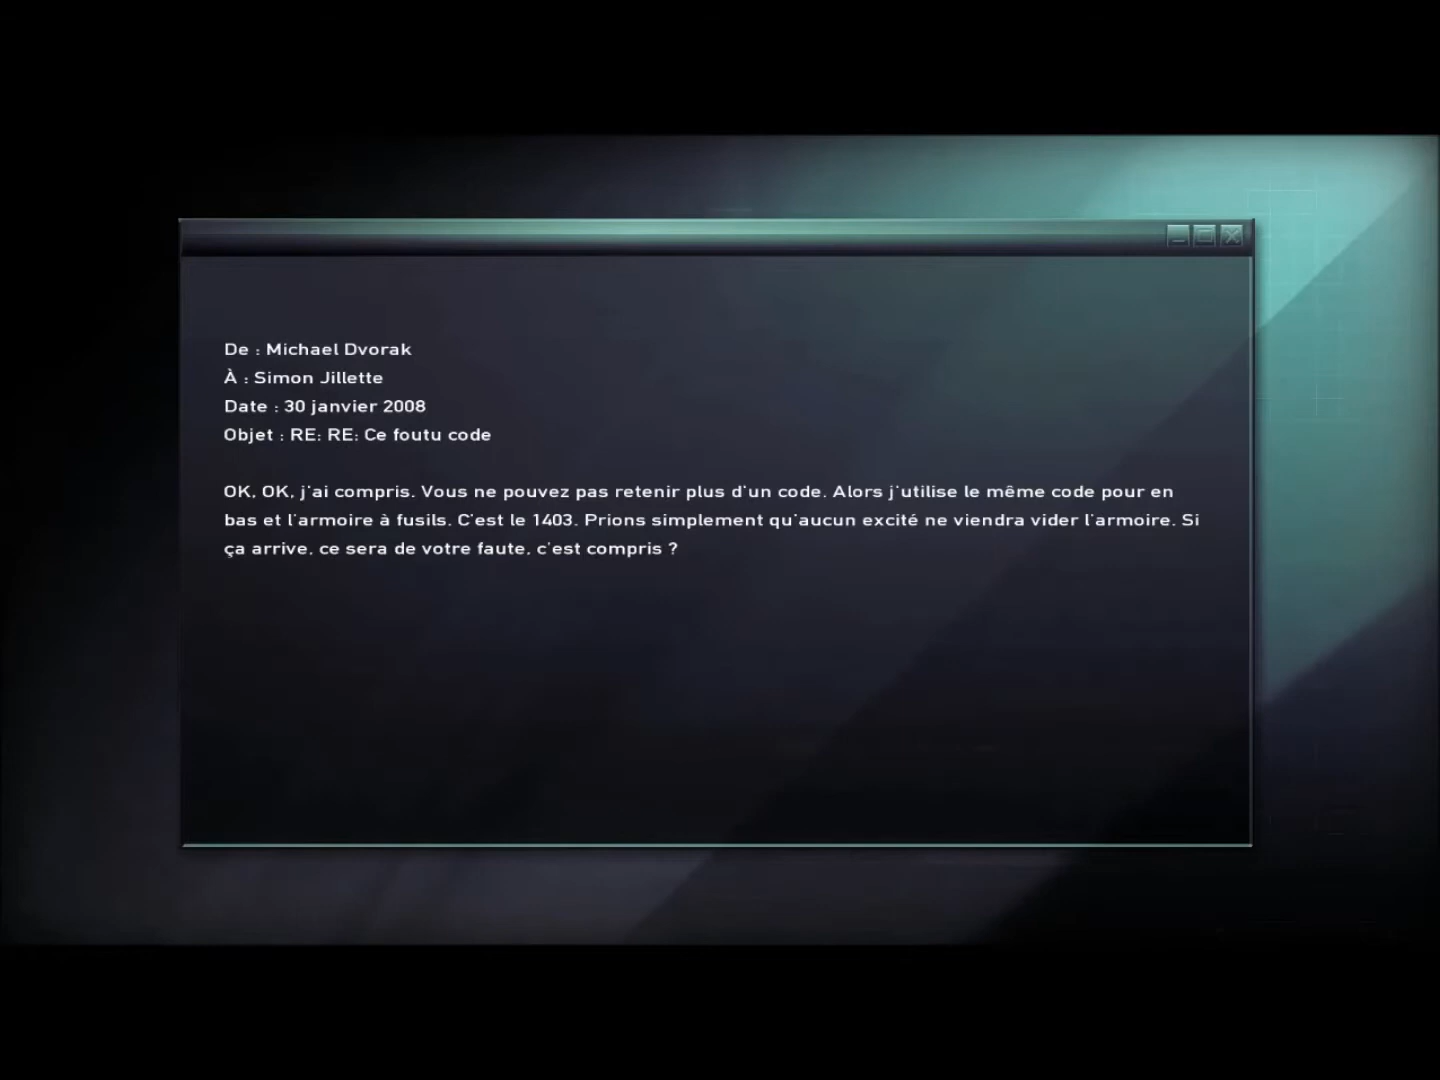 De : Michael Dvorak
À : Simon Jillette
Date : 30 janvier 2008
Objet : RE: RE: Ce foutu code
OK, OK, j'ai compris. Vous ne pouvez pas retenir plus d'un code. Alors j'utilise le même code pour en
bas et l'armoire à fusils. C'est le 1403. Prions simplement qu'aucun excité ne viendra vider l'armoire. Si
ça arrive, ce sera de votre faute, c'est compris ?